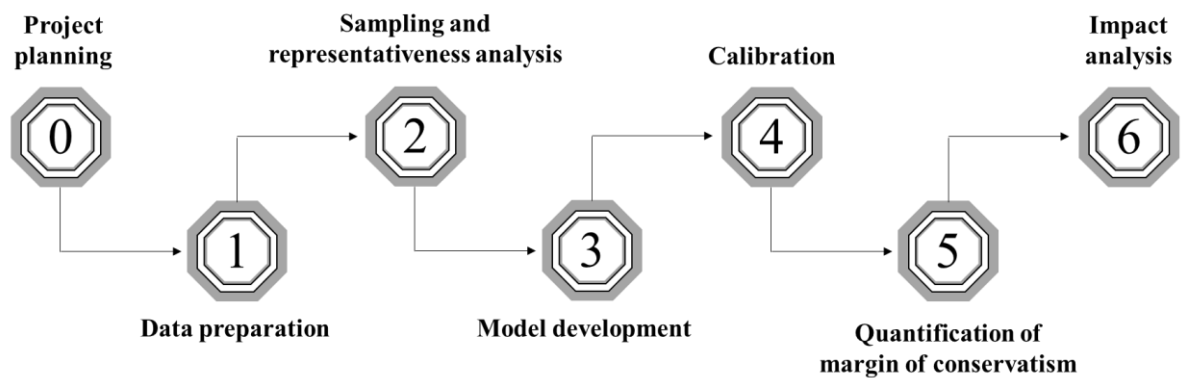 Project
planning
0
1
Data preparation
Sampling and
representativeness analysis
2
3
Model development
Calibration
4
5
Quantification of
margin of conservatism
Impact
analysis
6